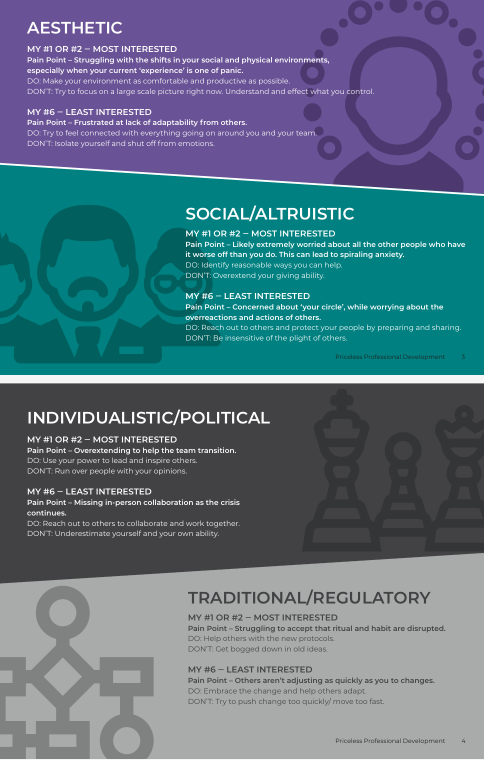 AESTHETIC
MY #1 OR #2 – MOST INTERESTED
Pain Point – Struggling with the shifts in your social and physical environments,
especially when your current ‘experience’ is one of panic.
DO: Make your environment as comfortable and productive as possible.
DON’T: Try to focus on a large scale picture right now. Understand and effect what you control.
MY #6 – LEAST INTERESTED
Pain Point – Frustrated at lack of adaptability from others.
DO: Try to feel connected with everything going on around you and your team.
DON’T: Isolate yourself and shut off from emotions.
SOCIAL/ALTRUISTIC
MY #1 OR #2 – MOST INTERESTED
Pain Point – Likely extremely worried about all the other people who have
it worse off than you do. This can lead to spiraling anxiety.
DO: Identify reasonable ways you can help.
DON’T: Overextend your giving ability.
MY #6 – LEAST INTERESTED
Pain Point – Concerned about ‘your circle’, while worrying about the
overreactions and actions of others.
DO: Reach out to others and protect your people by preparing and sharing.
DON’T: Be insensitive of the plight of others.
Priceless Professional Development 3
INDIVIDUALISTIC/POLITICAL
MY #1 OR #2 – MOST INTERESTED
Pain Point – Overextending to help the team transition.
DO: Use your power to lead and inspire others.
DON’T: Run over people with your opinions.
MY #6 – LEAST INTERESTED
Pain Point – Missing in-person collaboration as the crisis
continues.
DO: Reach out to others to collaborate and work together.
DON’T: Underestimate yourself and your own ability.
TRADITIONAL/REGULATORY
MY #1 OR #2 – MOST INTERESTED
Pain Point – Struggling to accept that ritual and habit are disrupted.
DO: Help others with the new protocols.
DON’T: Get bogged down in old ideas.
MY #6 – LEAST INTERESTED
Pain Point – Others aren’t adjusting as quickly as you to changes.
DO: Embrace the change and help others adapt.
DON’T: Try to push change too quickly/ move too fast.
Priceless Professional Development 4